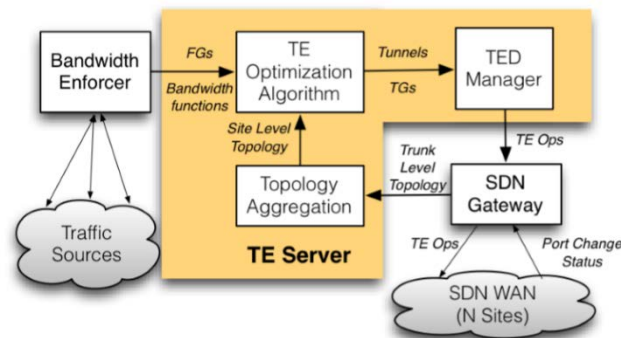 Bandwidth
Enforcer
FGs
Bandwidth
functions
TE
Optimization
Algorithm
Tunnels
TGs
TED
Manager
Site Level
Topology
TE Ops
Trunk
Level
Topology
Topology
Aggregation
SDN
Gateway
Traffic
Sources
TE Server
TE Ops
Port Change
Status
SDN WAN
(N Sites)